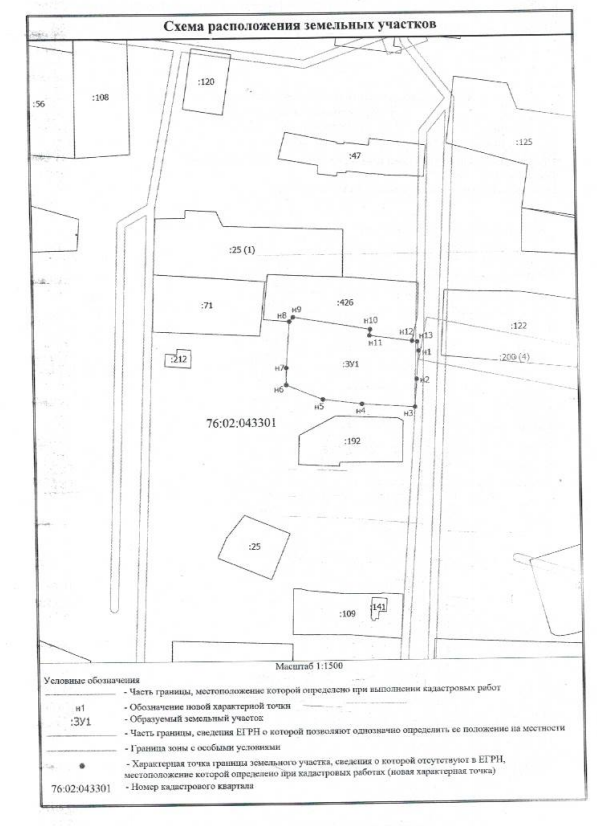 Схема расположения земельных участков
:120
:56
:108
:125
:47
:25 (1)
:71
:426
:122
н9
н8
н10
н11
н12
н13
н1
:200 (4)
:212
:ЗУ1
н7
н2
н6
н5
н4
н3
76:02:043301
:192
:25
:109
:141
Масштаб 1:1500
Условные обозначения
- Часть границы, местоположение которой определено при выполнении кадастровых работ
н1 - Обозначение новой характерной точки
:ЗУ1 - Образуемый земельный участок
- Часть границы, сведения ЕГРН о которой позволяют однозначно определить ее положение на местности
- Граница зоны с особыми условиями
- Характерная точка границы земельного участка, сведения о которой отсутствуют в ЕГРН,
местоположение которой определено при кадастровых работах (новая характерная точка)
76:02:043301 - Номер кадастрового квартала